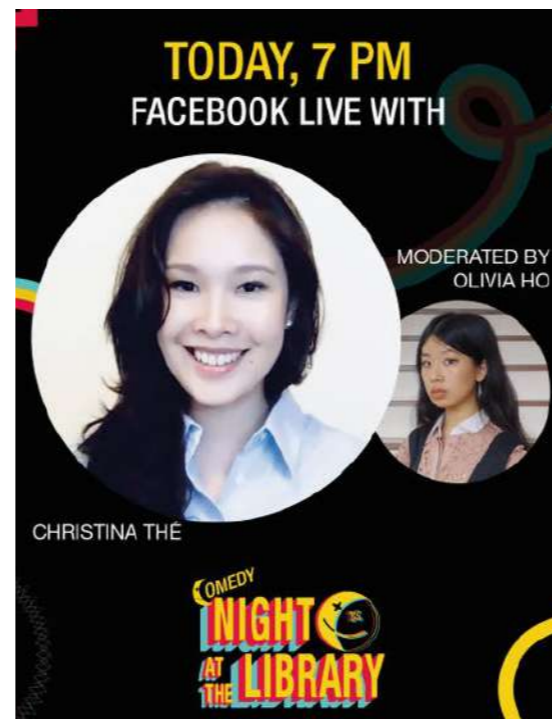 TODAY, 7 PM
FACEBOOK LIVE WITH
MODERATED BY
OLIVIA HO
CHRISTINA THÉ
COMEDY
NIGHT
AT
THE LIBRARY